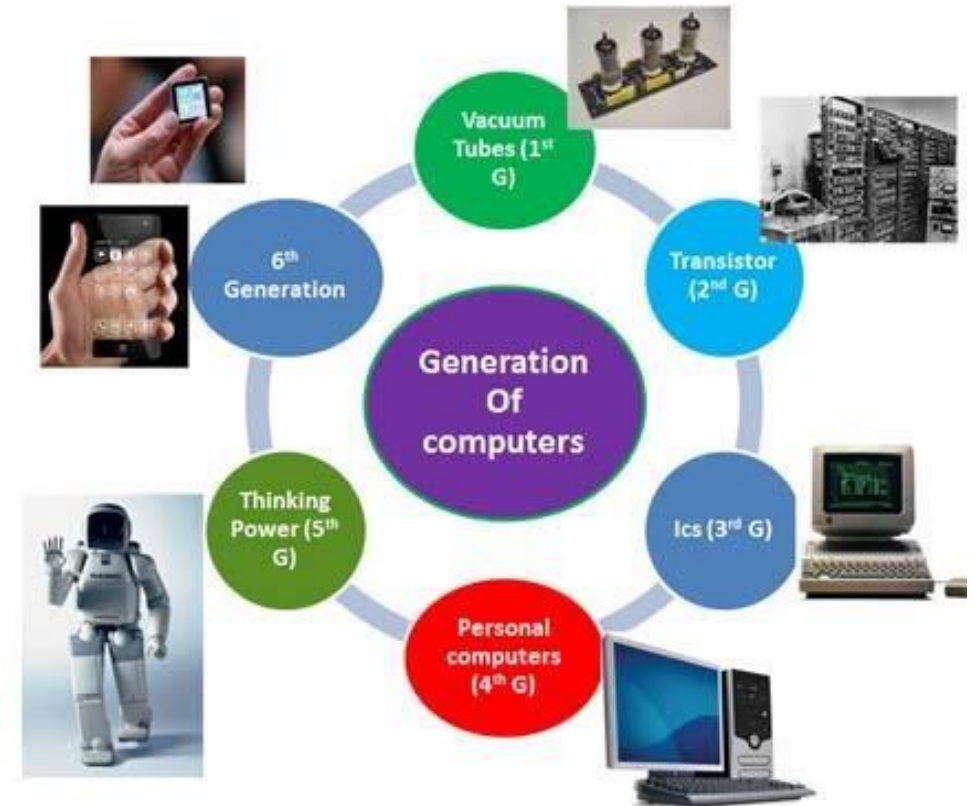 Generation
Of
computers
Vacuum
Tubes (1st
G)
Transistor
(2nd G)
Ics (3rd G)
Personal
computers
(4th G)
Thinking
Power (5th
G)
6th
Generation